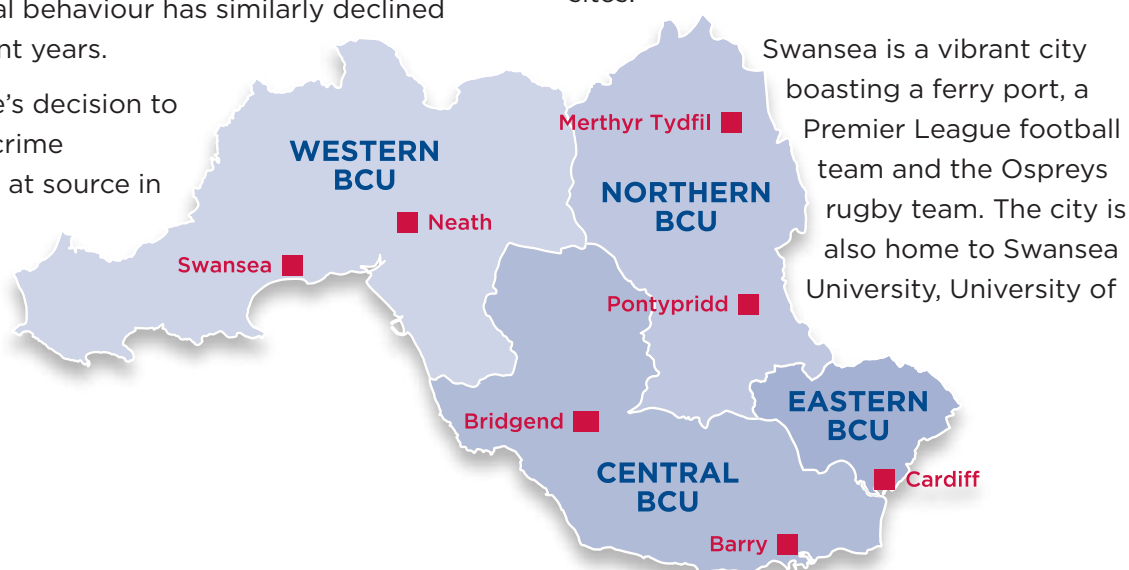 al behaviour has similarly declined
nt years.
e's decision to
crime
at source in
Swansea is a vibrant city
boasting a ferry port, a
Premier League football
team and the Ospreys
rugby team. The city is
also home to Swansea
University, University of
Merthyr Tydfil
WESTERN
BCU
NORTHERN
BCU
Neath
Swansea
Pontypridd
EASTERN
BCU
Bridgend
CENTRAL
BCU
Cardiff
Barry